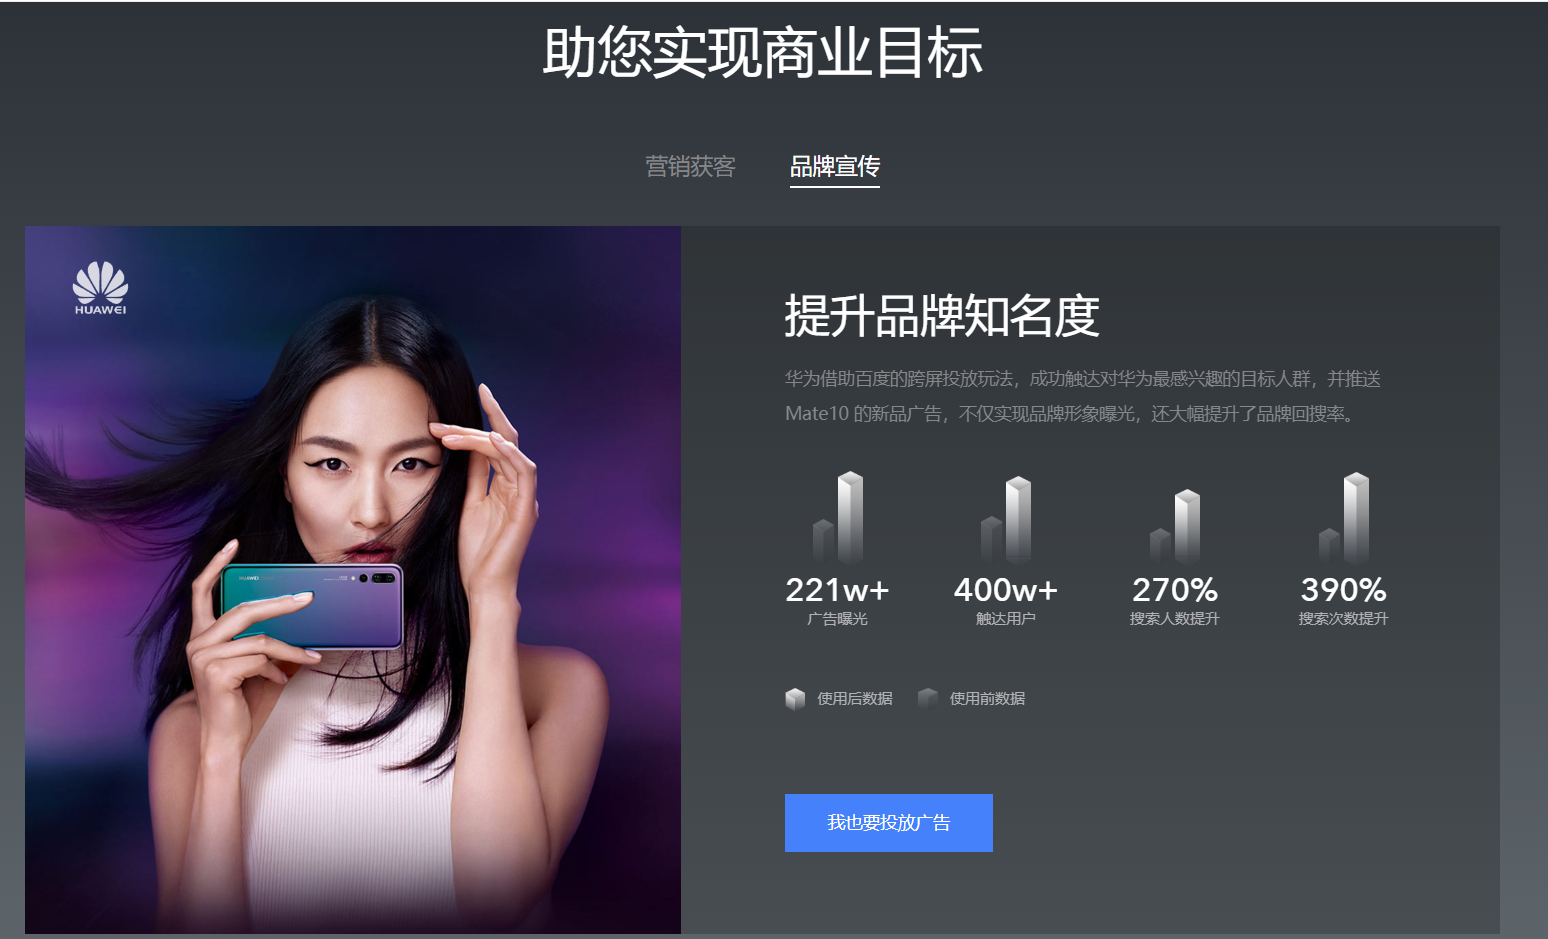 助您实现商业目标
营销获客
品牌宣传
HUAWEI
HUAWEI
提升品牌知名度
华为借助百度的跨屏投放玩法，成功触达对华为最感兴趣的目标人群，并推送
Mate10 的新品广告，不仅实现品牌形象曝光，还大幅提升了品牌回搜率。
221w+
400w+
270%
390%
广告曝光
触达用户
搜索人数提升
搜索次数提升
使用后数据
使用前数据
我也要投放广告